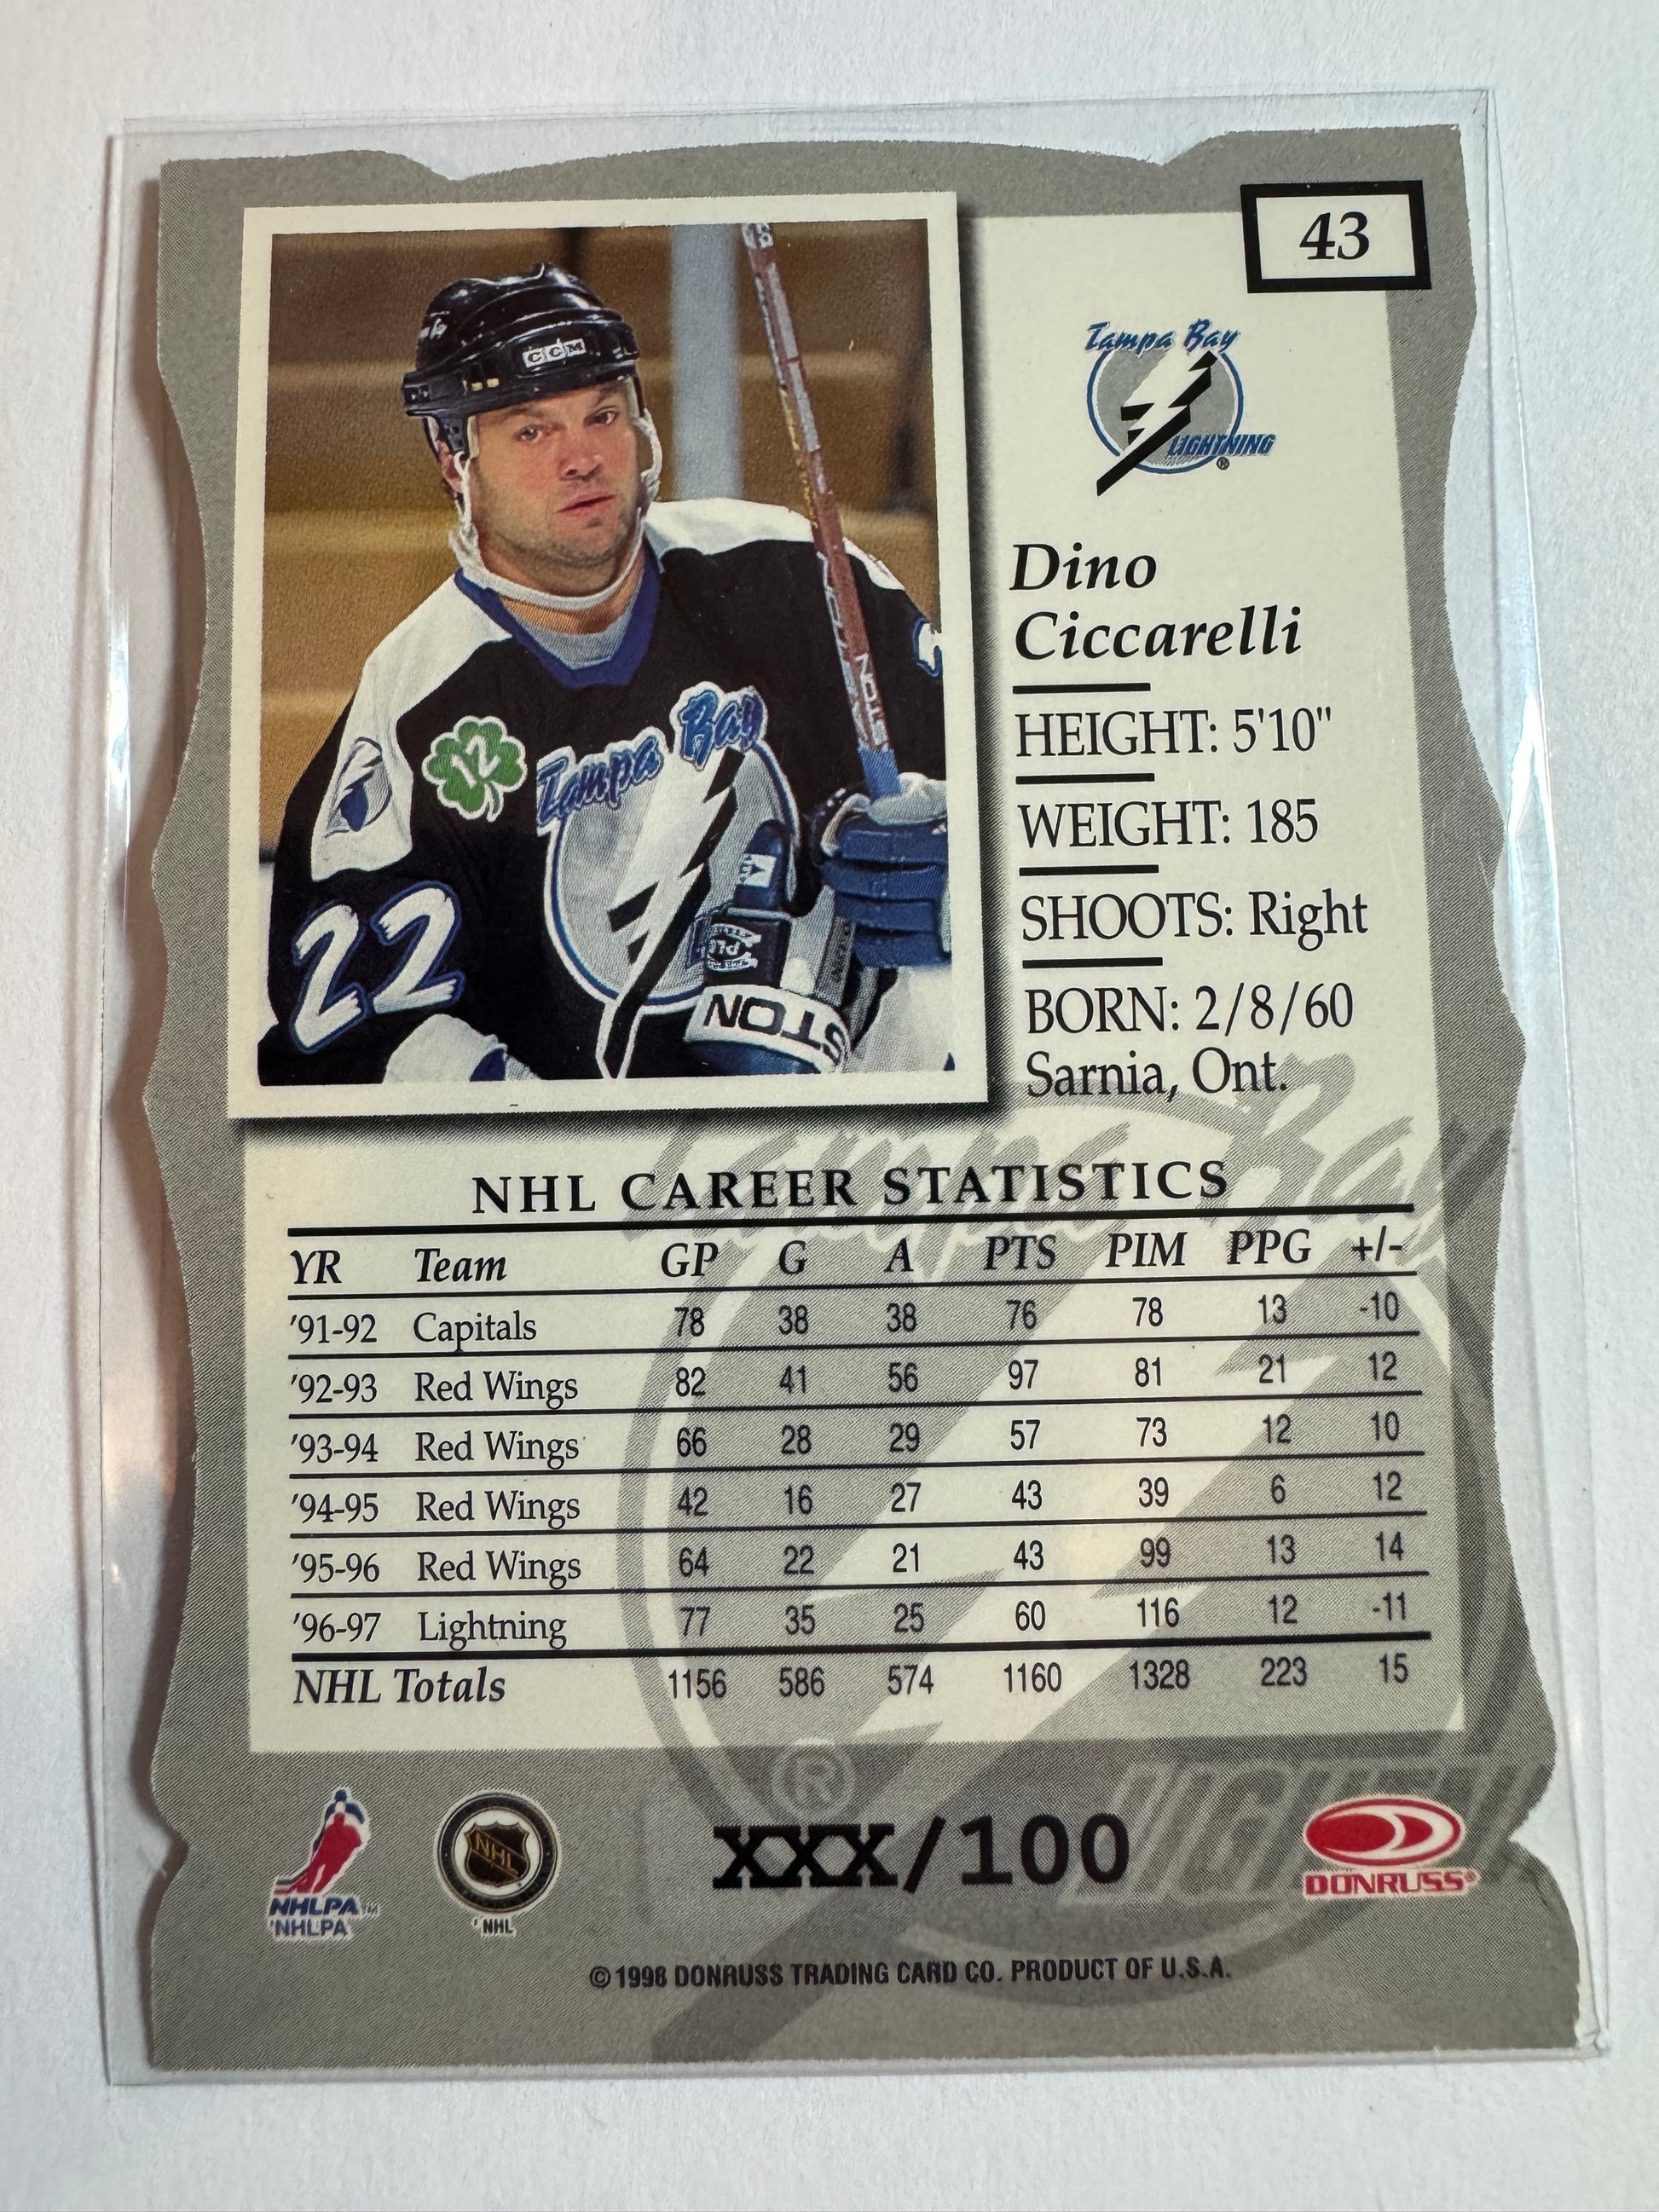 43
CCM
Tampa Bay
LIGHTNING
®
Dino
Ciccarelli
HEIGHT: 5'10"
WEIGHT: 185
SHOOTS: Right
BORN: 2/8/60
Sarnia, Ont.
12
Tampa Bay
22
STON
NHL CAREER STATISTICS
YR Team GP G A PTS PIM PPG +/-
'91-92 Capitals 78 38 38 76 78 13 -10
'92-93 Red Wings 82 41 56 97 81 21 12
'93-94 Red Wings 66 28 29 57 73 12 10
'94-95 Red Wings 42 16 27 43 39 6 12
'95-96 Red Wings 64 22 21 43 99 13 14
'96-97 Lightning 77 35 25 60 116 12 -11
NHL Totals 1156 586 574 1160 1328 223 15
Tampa Bay
®
NHLPA™
'NHLPA'
NHL
' NHL
XXX/100
DONRUSS®
©1998 DONRUSS TRADING CARD CO. PRODUCT OF U.S.A.